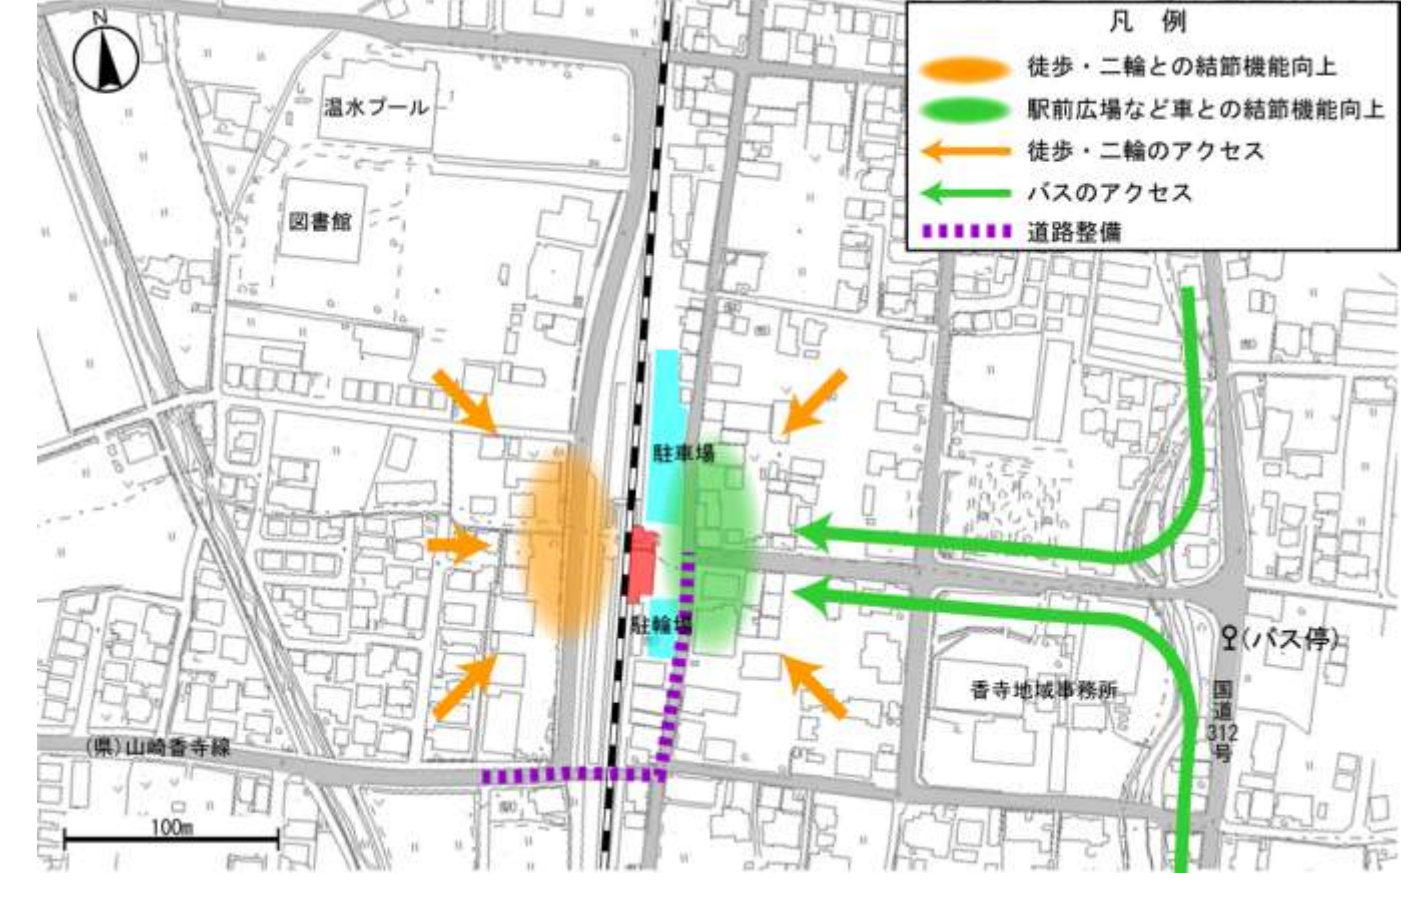 N
凡 例
徒歩・二輪との結節機能向上
駅前広場など車との結節機能向上
徒歩・二輪のアクセス
バスのアクセス
道路整備
温水プール
図書館
駐車場
駐輪場
(バス停)
香寺地域事務所
国道312号
(県)山崎香寺線
100m